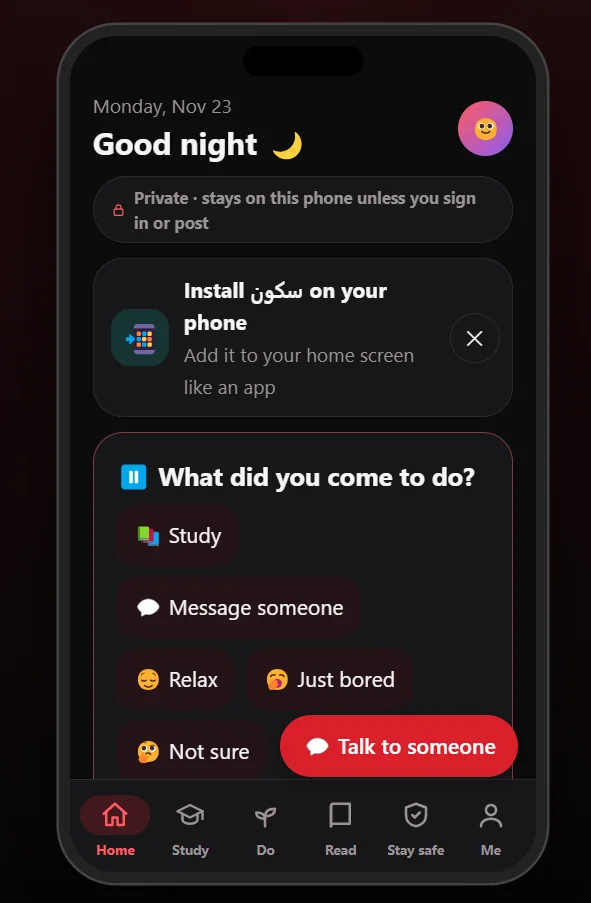 Monday, Nov 23
Good night 🌙
Private · stays on this phone unless you sign
in or post
Install سكون on your
phone
Add it to your home screen
like an app
What did you come to do?
Study
Message someone
Relax
Just bored
Not sure
Talk to someone
Home
Study
Do
Read
Stay safe
Me